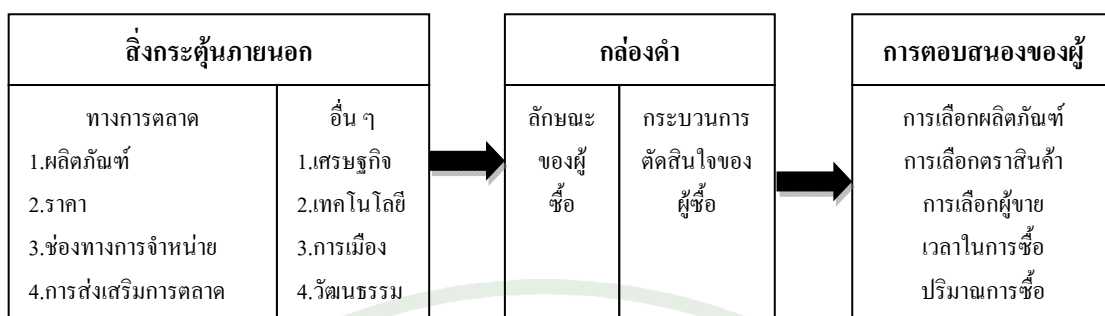 สิ่งกระตุ้นภายนอก
ทางการตลาด
1.ผลิตภัณฑ์
2.ราคา
3.ช่องทางการจำหน่าย
4.การส่งเสริมการตลาด
อื่น ๆ
1.เศรษฐกิจ
2.เทคโนโลยี
3.การเมือง
4.วัฒนธรรม
กล่องดำ
ลักษณะ
ของผู้
ซื้อ
กระบวนการ
ตัดสินใจของ
ผู้ซื้อ
การตอบสนองของผู้
การเลือกผลิตภัณฑ์
การเลือกตราสินค้า
การเลือกผู้ขาย
เวลาในการซื้อ
ปริมาณการซื้อ